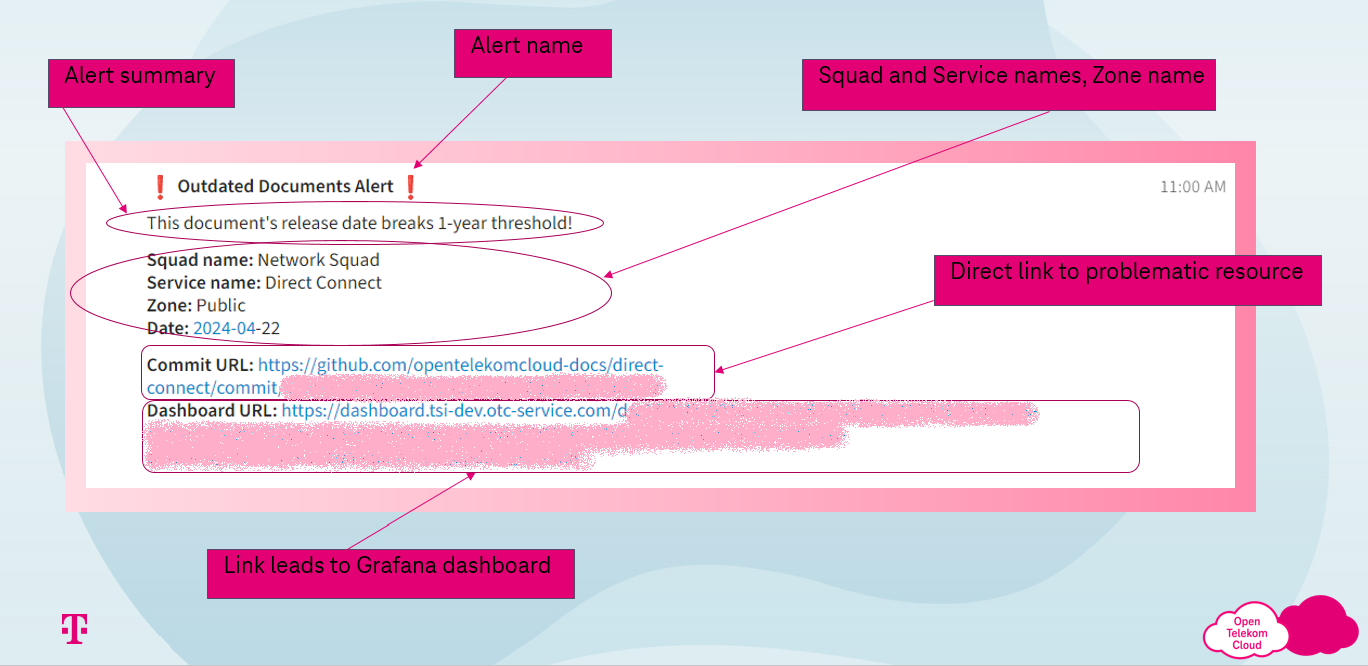 Alert name
Alert summary
Squad and Service names, Zone name
❗ Outdated Documents Alert ❗
11:00 AM
This document's release date breaks 1-year threshold!
Squad name: Network Squad
Service name: Direct Connect
Zone: Public
Date: 2024-04-22
Direct link to problematic resource
Commit URL: https://github.com/opentelekomcloud-docs/direct-
connect/commit/
Dashboard URL: https://dashboard.tsi-dev.otc-service.com/d
Link leads to Grafana dashboard
T
Open
Telekom
Cloud